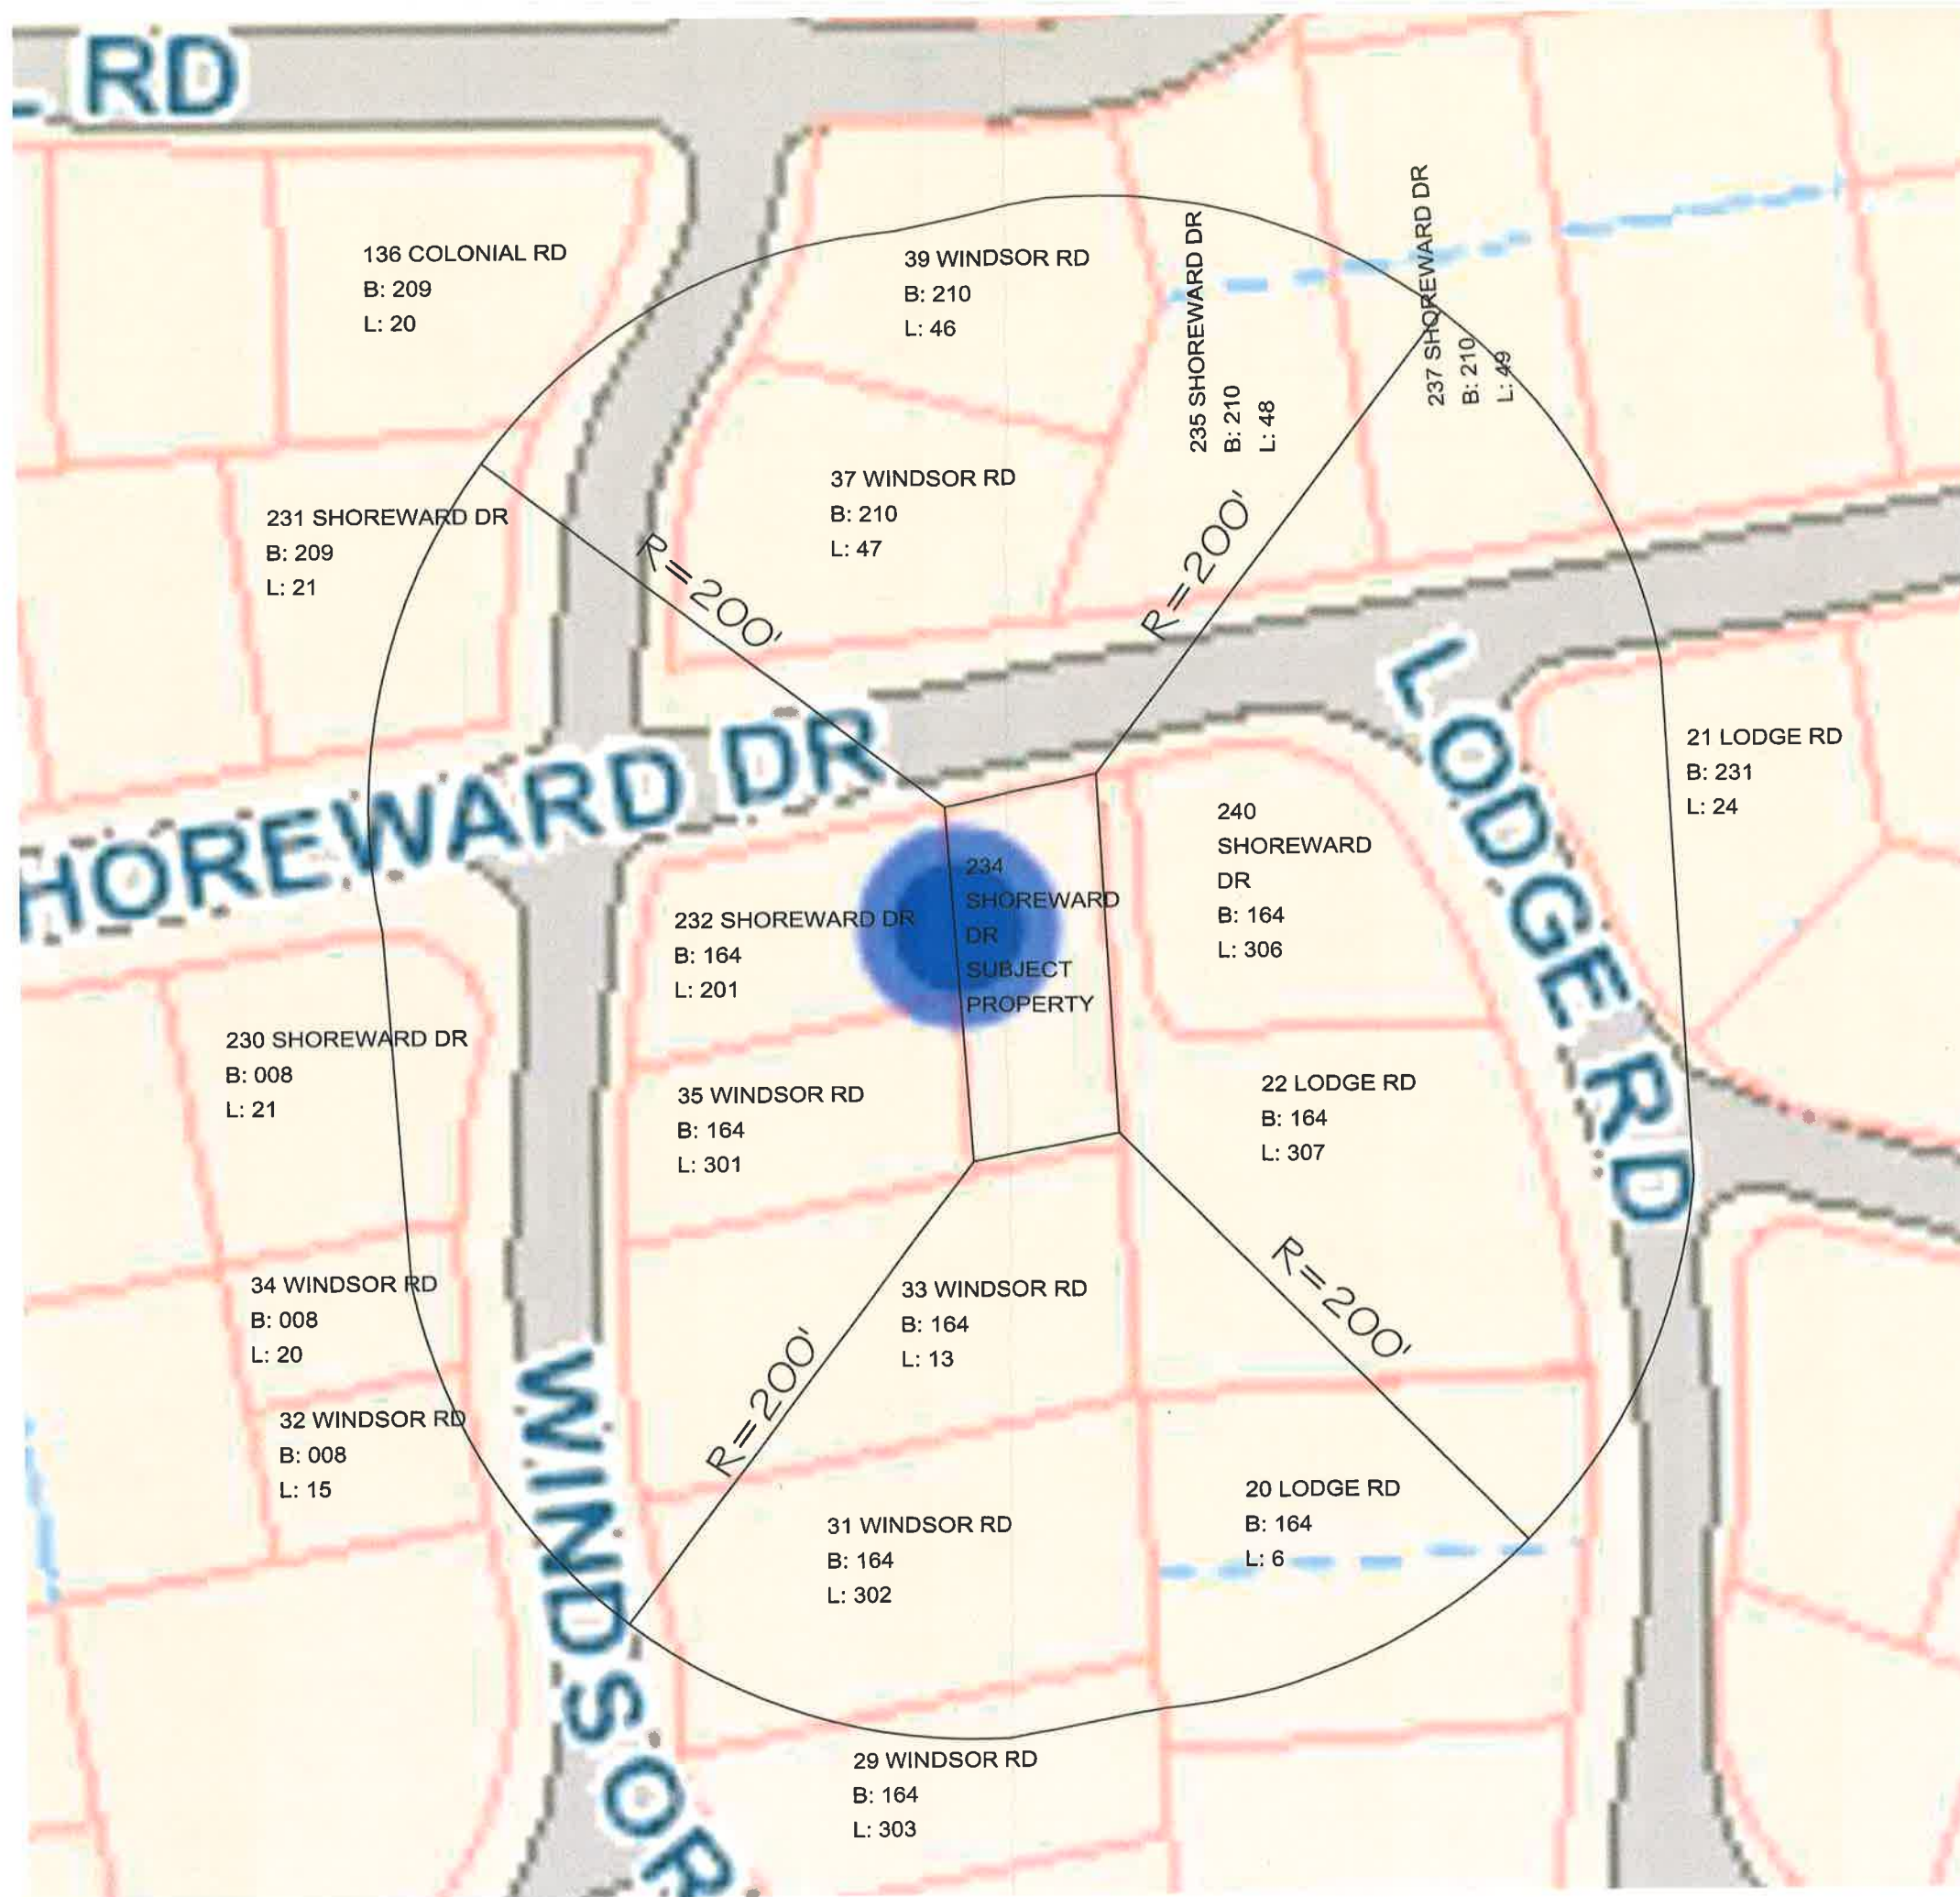 RD
136 COLONIAL RD
B: 209
L: 20
39 WINDSOR RD
B: 210
L: 46
235 SHOREWARD DR
B: 210
L: 48
237 SHOREWARD DR
B: 210
L: 49
231 SHOREWARD DR
B: 209
L: 21
37 WINDSOR RD
B: 210
L: 47
R=200'
R=200'
HOREWARD DR
LODGE RD
21 LODGE RD
B: 231
L: 24
232 SHOREWARD DR
B: 164
L: 201
234
SHOREWARD
DR
SUBJECT
PROPERTY
240
SHOREWARD
DR
B: 164
L: 306
230 SHOREWARD DR
B: 008
L: 21
35 WINDSOR RD
B: 164
L: 301
22 LODGE RD
B: 164
L: 307
34 WINDSOR RD
B: 008
L: 20
33 WINDSOR RD
B: 164
L: 13
R=200'
R=200'
32 WINDSOR RD
B: 008
L: 15
WINDSOR
31 WINDSOR RD
B: 164
L: 302
20 LODGE RD
B: 164
L: 6
29 WINDSOR RD
B: 164
L: 303